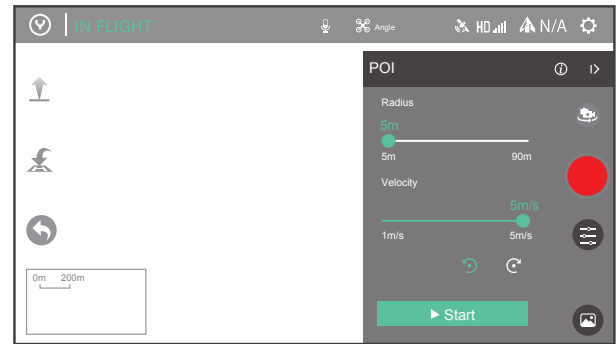 IN FLIGHT
Angle
HD
N/A
POI
Radius
5m
5m 90m
Velocity
5m/s
1m/s 5m/s
Start
0m 200m